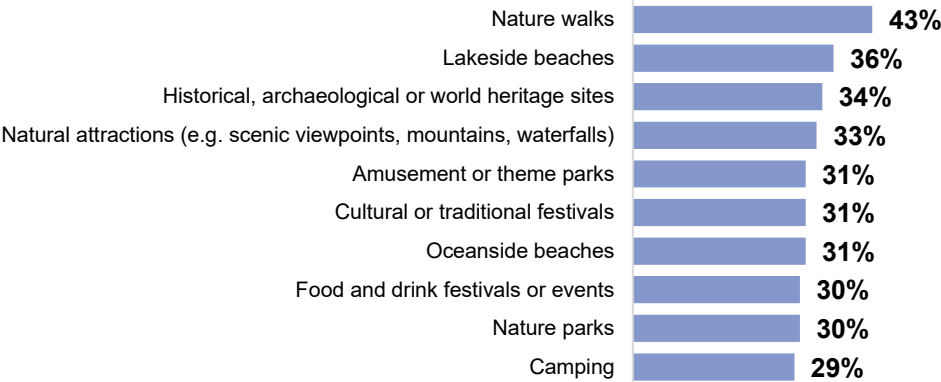 Nature walks 43%
Lakeside beaches 36%
Historical, archaeological or world heritage sites 34%
Natural attractions (e.g. scenic viewpoints, mountains, waterfalls) 33%
Amusement or theme parks 31%
Cultural or traditional festivals 31%
Oceanside beaches 31%
Food and drink festivals or events 30%
Nature parks 30%
Camping 29%